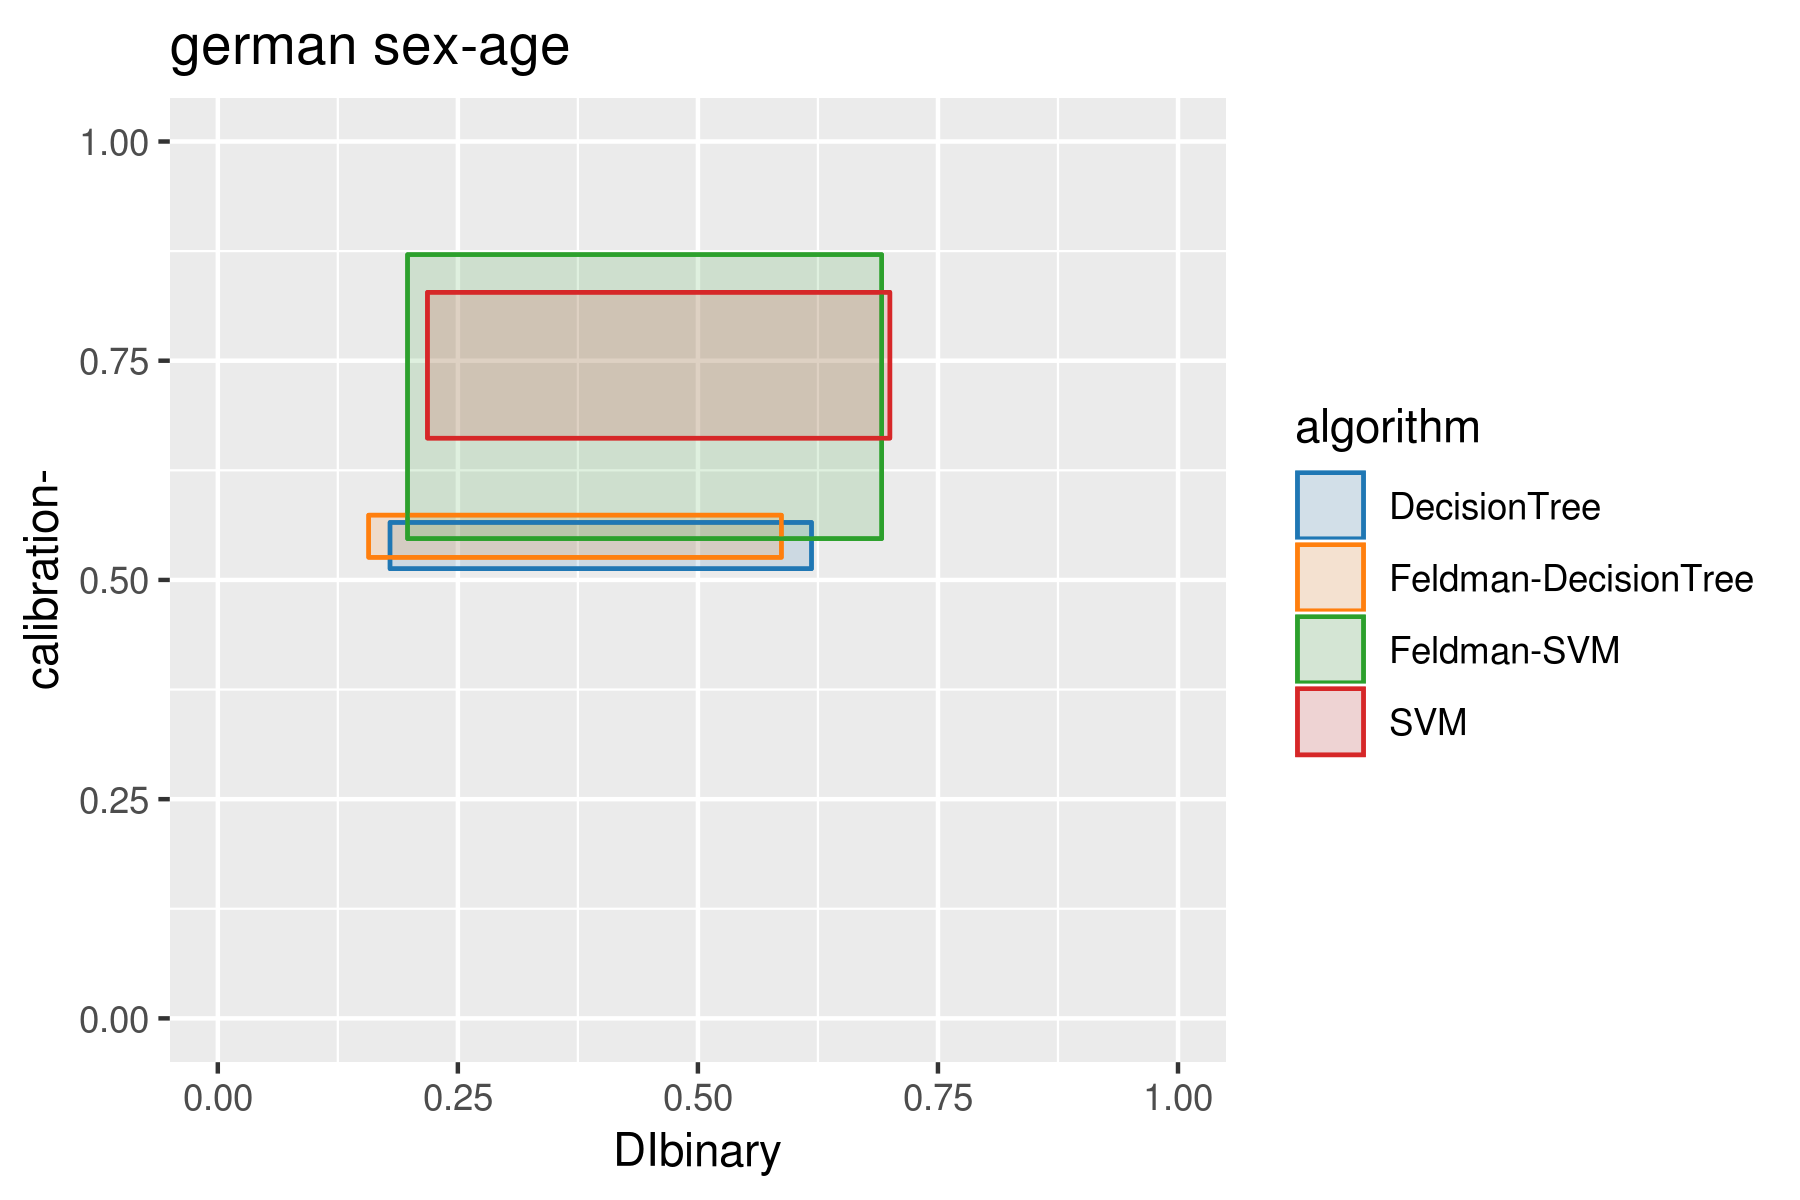 german sex-age
1.00
0.75
0.50
0.25
0.00
calibration-
0.00 0.25 0.50 0.75 1.00
DIbinary
algorithm
DecisionTree
Feldman-DecisionTree
Feldman-SVM
SVM